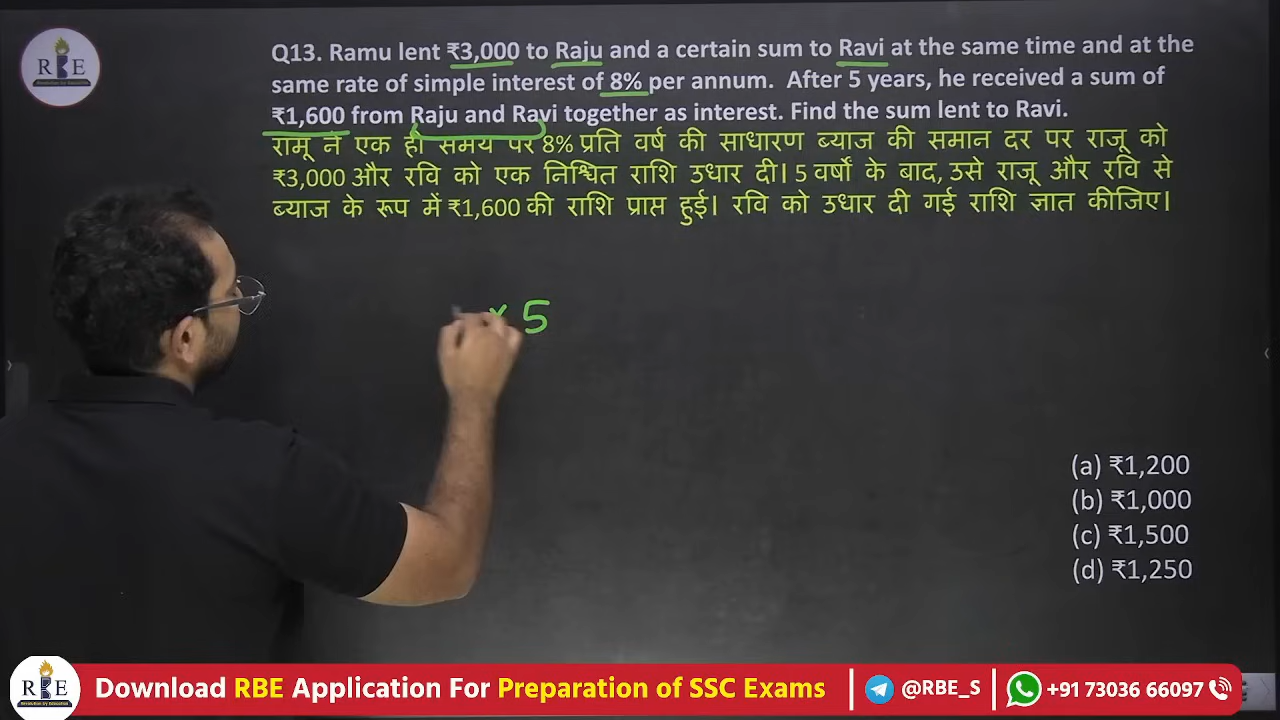 RBE
Q13. Ramu lent ₹3,000 to Raju and a certain sum to Ravi at the same time and at the
same rate of simple interest of 8% per annum. After 5 years, he received a sum of
₹1,600 from Raju and Ravi together as interest. Find the sum lent to Ravi.
रामू ने एक ही समय पर 8% प्रति वर्ष की साधारण ब्याज की समान दर पर राजू को
₹3,000 और रवि को एक निश्चित राशि उधार दी। 5 वर्षों के बाद, उसे राजू और रवि से
ब्याज के रूप में ₹1,600 की राशि प्राप्त हुई। रवि को उधार दी गई राशि ज्ञात कीजिए।
× 5
(a) ₹1,200
(b) ₹1,000
(c) ₹1,500
(d) ₹1,250
RBE
Revolution By Education
Download RBE Application For Preparation of SSC Exams
@RBE_S
+91 73036 66097